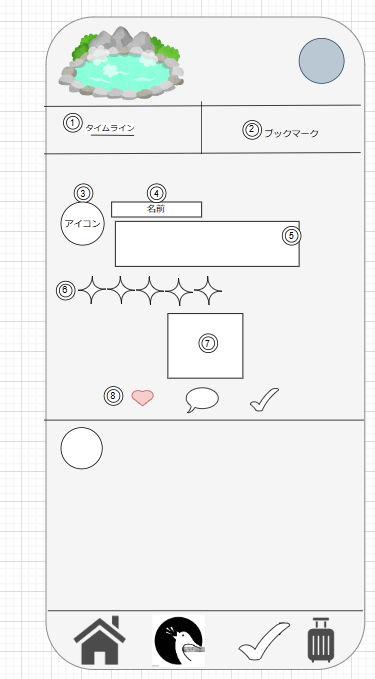 ① タイムライン
② ブックマーク
③ ④
アイコン 名前
⑤
⑥
⑦
⑧